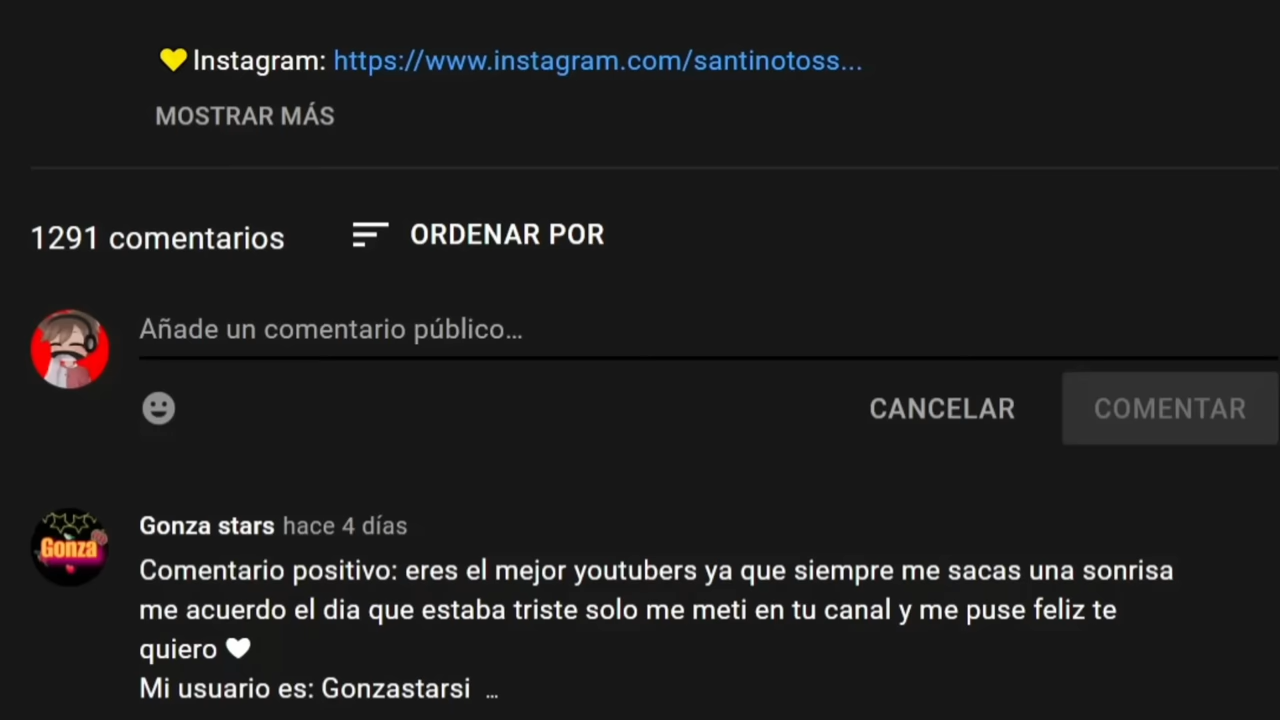 💛 Instagram: https://www.instagram.com/santinotoss...
MOSTRAR MÁS
1291 comentarios ORDENAR POR
Añade un comentario público...
CANCELAR COMENTAR
Gonza
Gonza stars hace 4 días
Comentario positivo: eres el mejor youtubers ya que siempre me sacas una sonrisa
me acuerdo el dia que estaba triste solo me meti en tu canal y me puse feliz te
quiero 🤍
Mi usuario es: Gonzastarsi ...